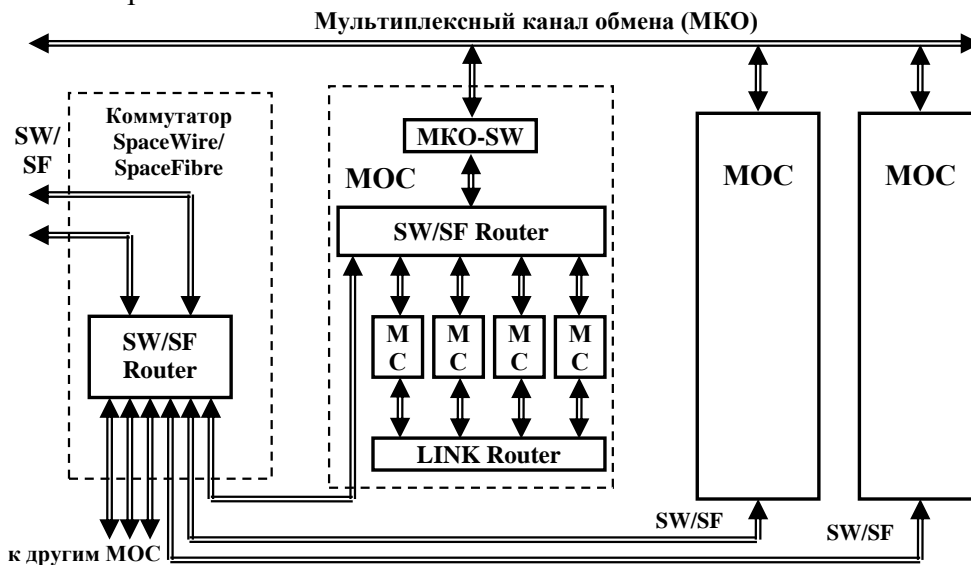 Мультиплексный канал обмена (МКО)
Коммутатор
SpaceWire/
SpaceFibre
SW/
SF
МКО-SW
МОС
SW/SF Router
М
С
М
С
М
С
М
С
LINK Router
SW/SF
Router
МОС
МОС
SW/SF
SW/SF
к другим МОС